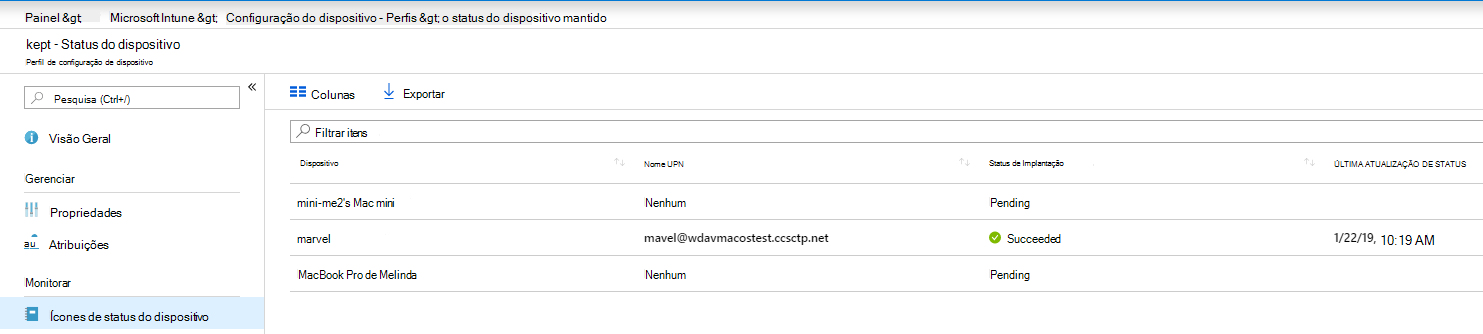 Painel &gt; Microsoft Intune &gt; Configuração do dispositivo - Perfis &gt; o status do dispositivo mantido
kept - Status do dispositivo
Perfil de configuração de dispositivo
Pesquisa (Ctrl+/)
Visão Geral
Gerenciar
Propriedades
au Atribuições
Monitorar
Ícones de status do dispositivo
Colunas Exportar
Filtrar itens
Dispositivo Nome UPN Status de Implantação ÚLTIMA ATUALIZAÇÃO DE STATUS
mini-me2's Mac mini Nenhum Pending
marvel mavel@wdavmacostest.ccsctp.net Succeeded 1/22/19, 10:19 AM
MacBook Pro de Melinda Nenhum Pending